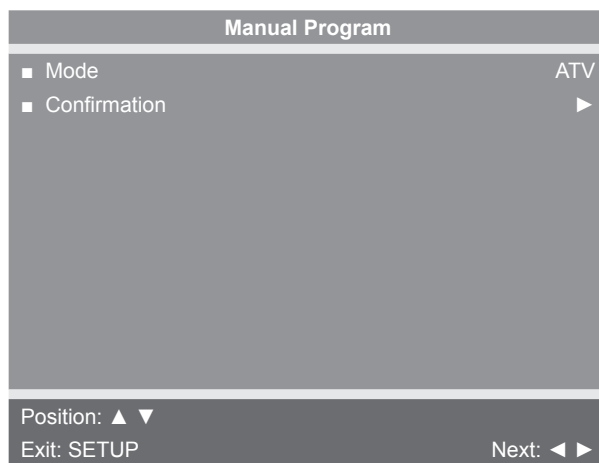 Manual Program
■ Mode ATV
■ Confirmation ►
Position: ▲ ▼
Exit: SETUP Next: ◄ ►